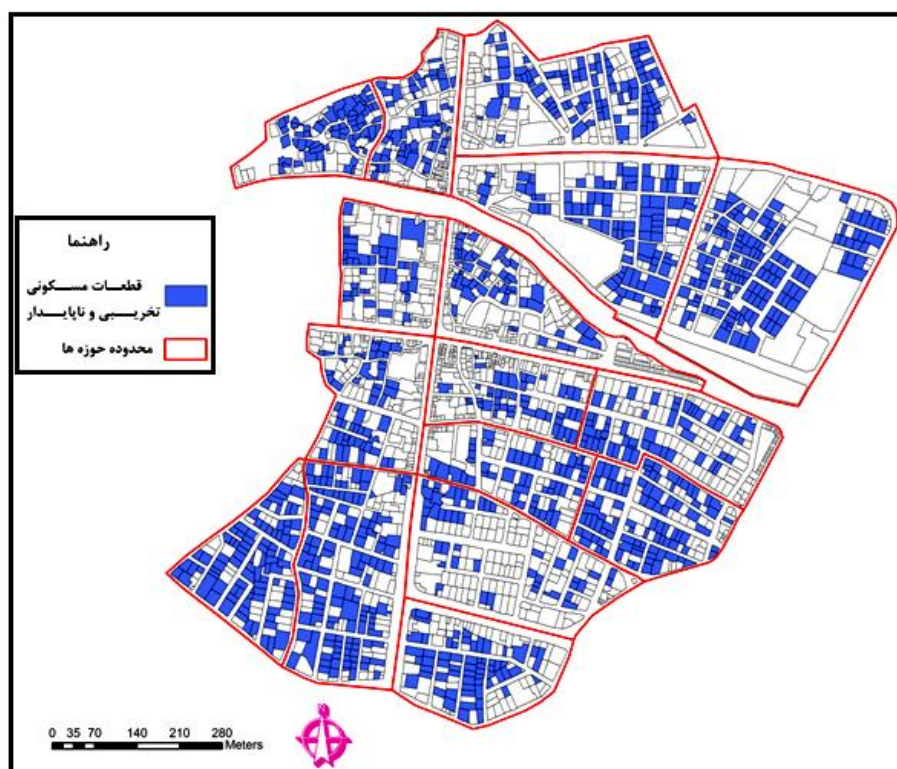 راهنما
قطعات مسکونی
تخریبی و ناپایدار
محدوده حوزه ها
0 35 70 140 210 280
Meters